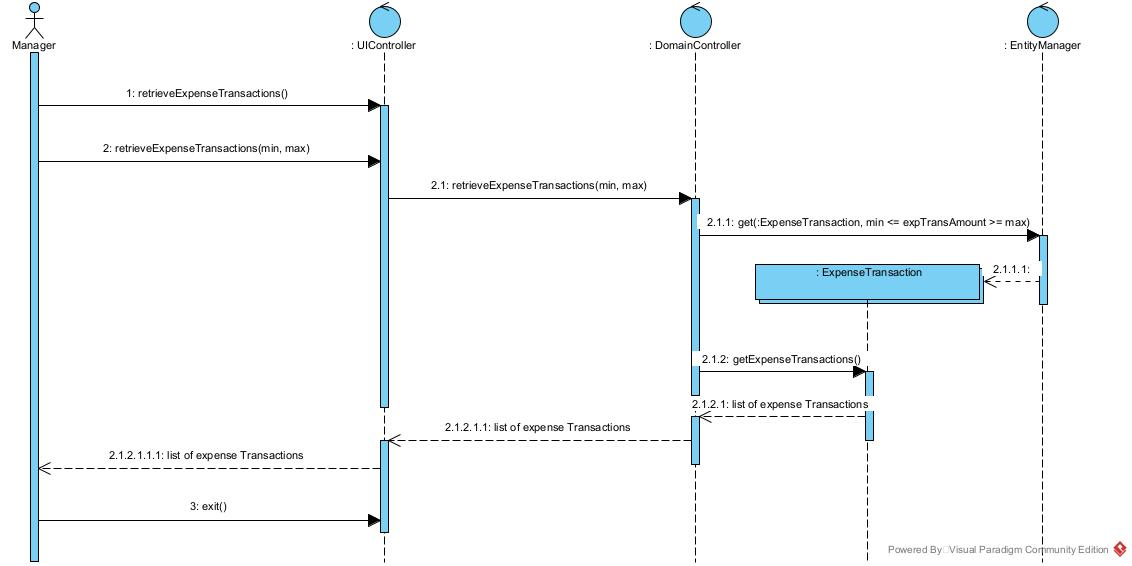 Manager
: UIController
: DomainController
: EntityManager
1: retrieveExpenseTransactions()
2: retrieveExpenseTransactions(min, max)
2.1: retrieveExpenseTransactions(min, max)
2.1.1: get(:ExpenseTransaction, min <= expTransAmount >= max)
: ExpenseTransaction
2.1.1.1:
2.1.2: getExpenseTransactions()
2.1.2.1: list of expense Transactions
2.1.2.1.1: list of expense Transactions
2.1.2.1.1.1: list of expense Transactions
3: exit()
Powered By Visual Paradigm Community Edition